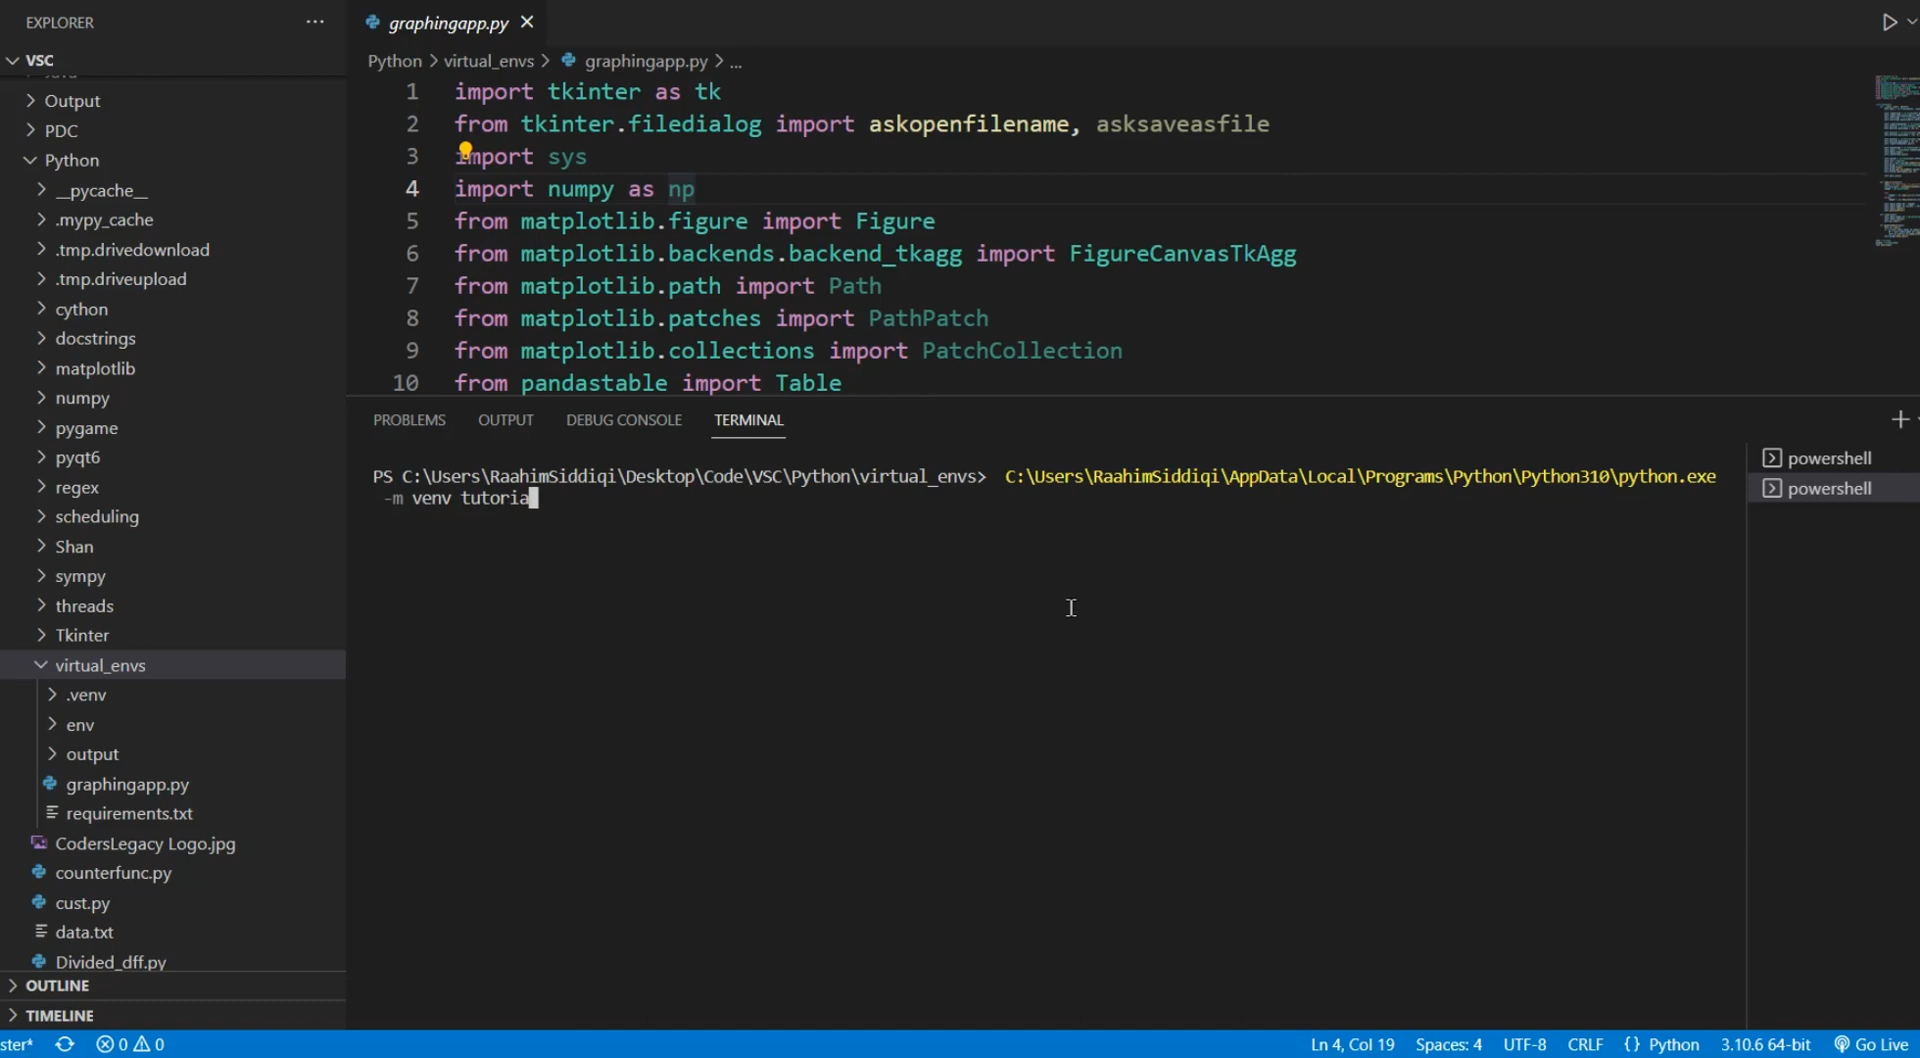 EXPLORER
···
VSC
Output
PDC
Python
__pycache__
.mypy_cache
.tmp.drivedownload
.tmp.driveupload
cython
docstrings
matplotlib
numpy
pygame
pyqt6
regex
scheduling
Shan
sympy
threads
Tkinter
virtual_envs
.venv
env
output
graphingapp.py
requirements.txt
CodersLegacy Logo.jpg
counterfunc.py
cust.py
data.txt
Divided_dff.py
OUTLINE
TIMELINE
graphingapp.py
Python > virtual_envs > graphingapp.py > ...
1 import tkinter as tk
2 from tkinter.filedialog import askopenfilename, asksaveasfile
3 import sys
4 import numpy as np
5 from matplotlib.figure import Figure
6 from matplotlib.backends.backend_tkagg import FigureCanvasTkAgg
7 from matplotlib.path import Path
8 from matplotlib.patches import PathPatch
9 from matplotlib.collections import PatchCollection
10 from pandastable import Table
PROBLEMS OUTPUT DEBUG CONSOLE TERMINAL
PS C:\Users\RaahimSiddiqi\Desktop\Code\VSC\Python\virtual_envs> C:\Users\RaahimSiddiqi\AppData\Local\Programs\Python\Python310\python.exe
-m venv tutoria
powershell
powershell
ster* 0 0 Ln 4, Col 19 Spaces: 4 UTF-8 CRLF {} Python 3.10.6 64-bit Go Live